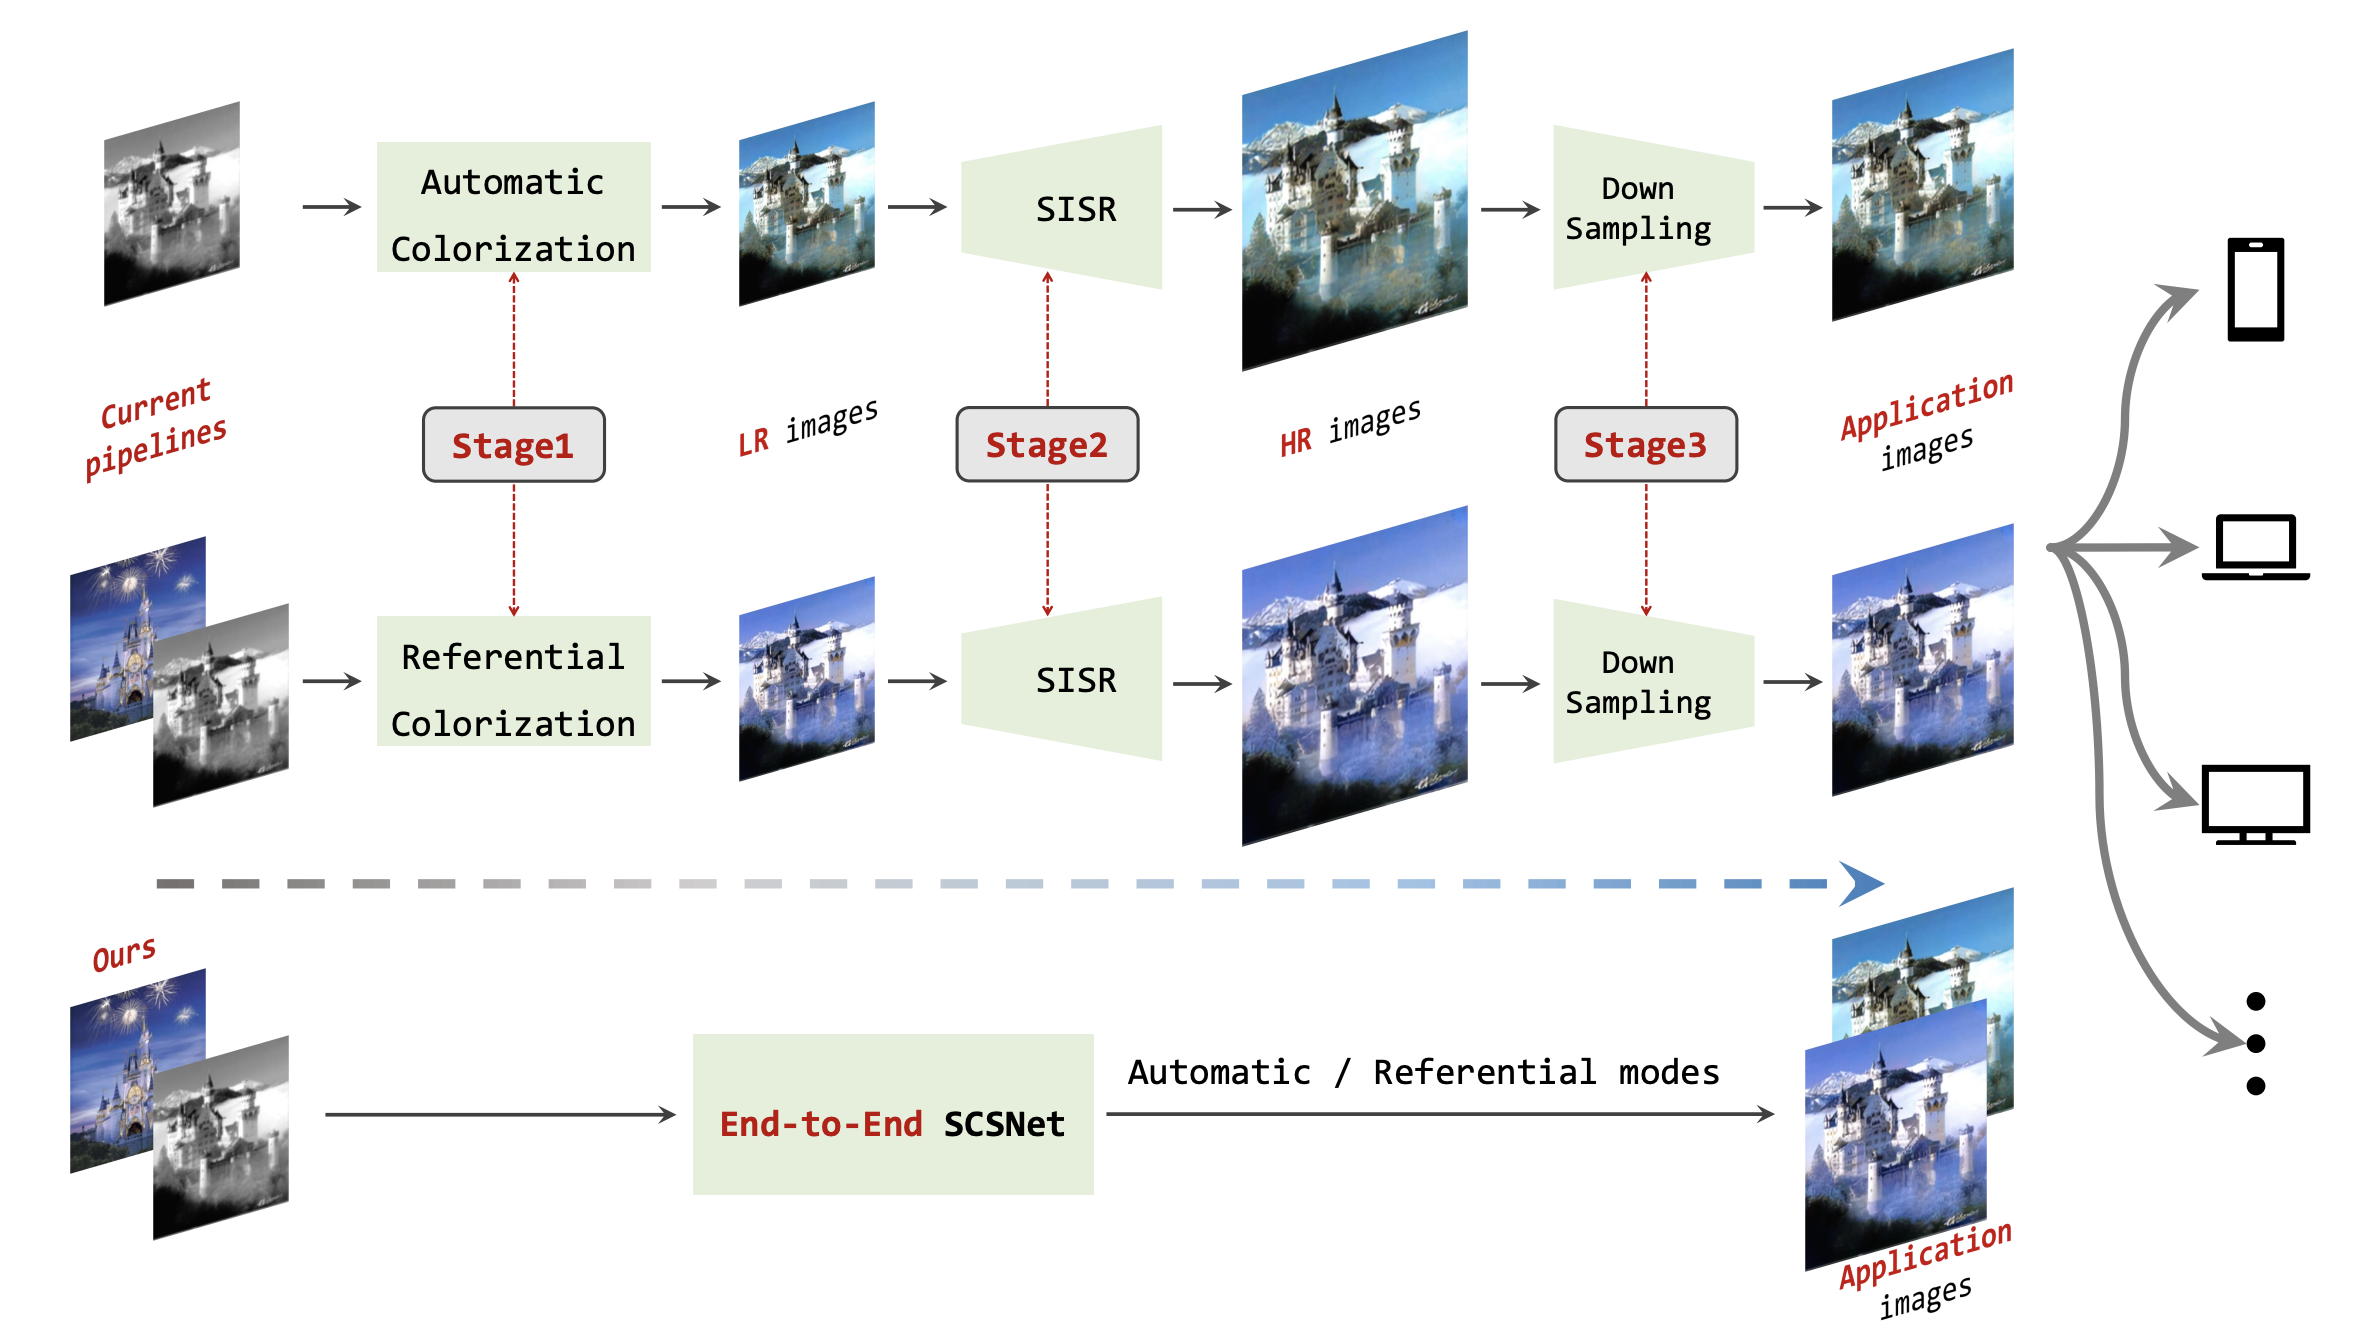 Automatic
Colorization
SISR
Down
Sampling
Current
pipelines
Stage1
LR images
Stage2
HR images
Stage3
Application
images
Referential
Colorization
SISR
Down
Sampling
Ours
End-to-End SCSNet
Automatic / Referential modes
Application
images